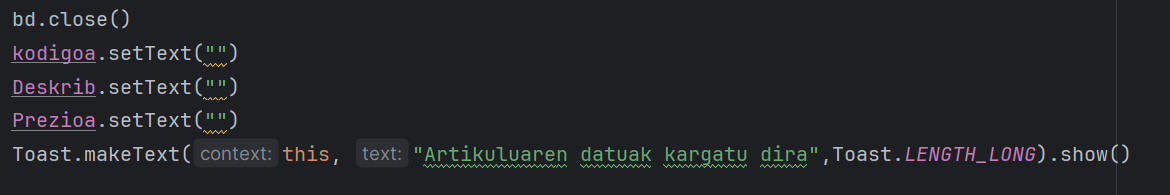 bd.close()
kodigoa.setText("")
Deskrib.setText("")
Prezioa.setText("")
Toast.makeText( context: this, text: "Artikuluaren datuak kargatu dira",Toast.LENGTH_LONG).show()